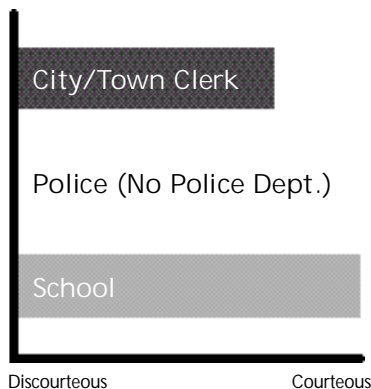 City/Town Clerk
Police (No Police Dept.)
School
Discourteous Courteous